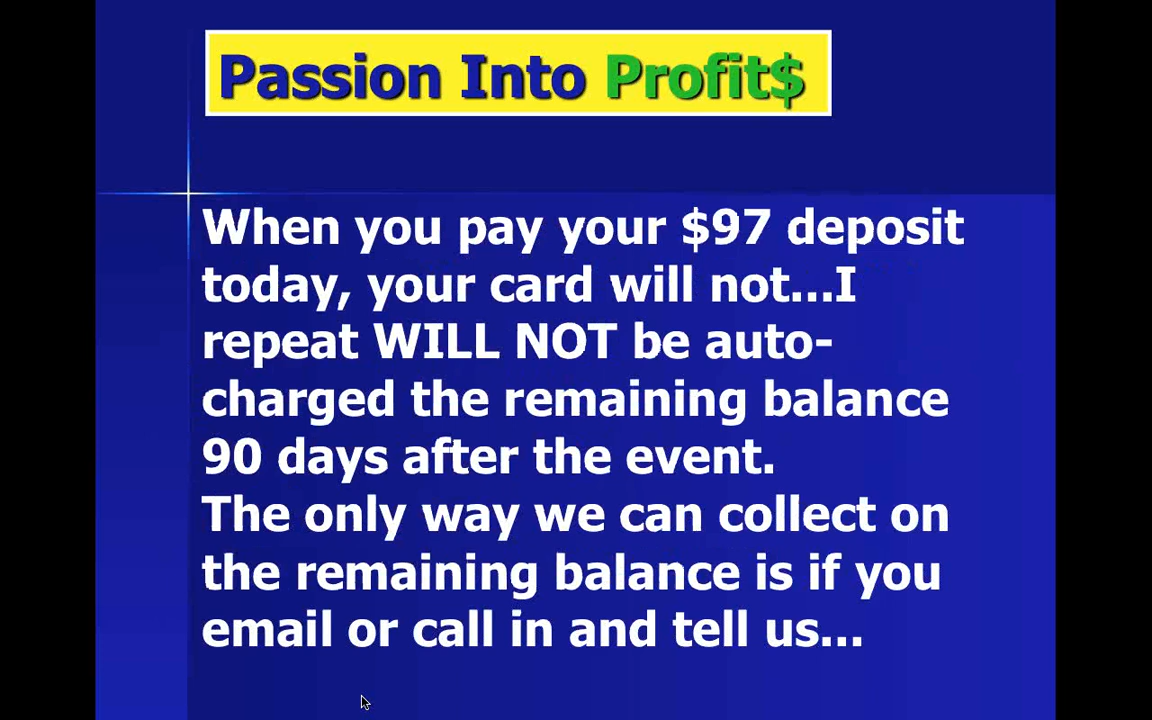 Passion Into Profit$
When you pay your $97 deposit
today, your card will not...I
repeat WILL NOT be auto-
charged the remaining balance
90 days after the event.
The only way we can collect on
the remaining balance is if you
email or call in and tell us...